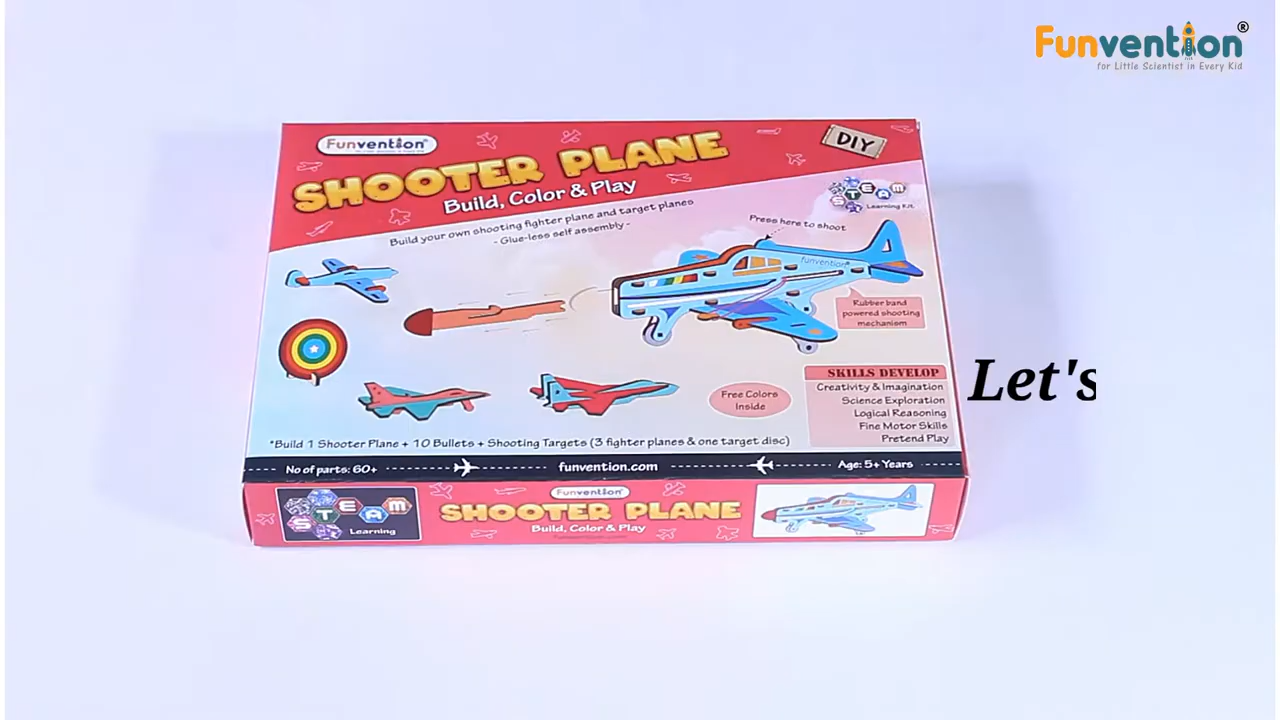 Funvention®
for Little Scientist in Every Kid
Funvention®
SHOOTER PLANE
DIY
Build, Color & Play
STEAM
Learning Kit
Build your own shooting fighter plane and target planes
- Glue-less self assembly -
Press here to shoot
funvention®
Rubber band
powered shooting
mechanism
SKILLS DEVELOP
Creativity & Imagination
Science Exploration
Logical Reasoning
Fine Motor Skills
Pretend Play
Free Colors
Inside
*Build 1 Shooter Plane + 10 Bullets + Shooting Targets (3 fighter planes & one target disc)
No of parts: 60+
funvention.com
Age: 5+ Years
STEAM
Learning
Funvention®
SHOOTER PLANE
Build, Color & Play
Let's